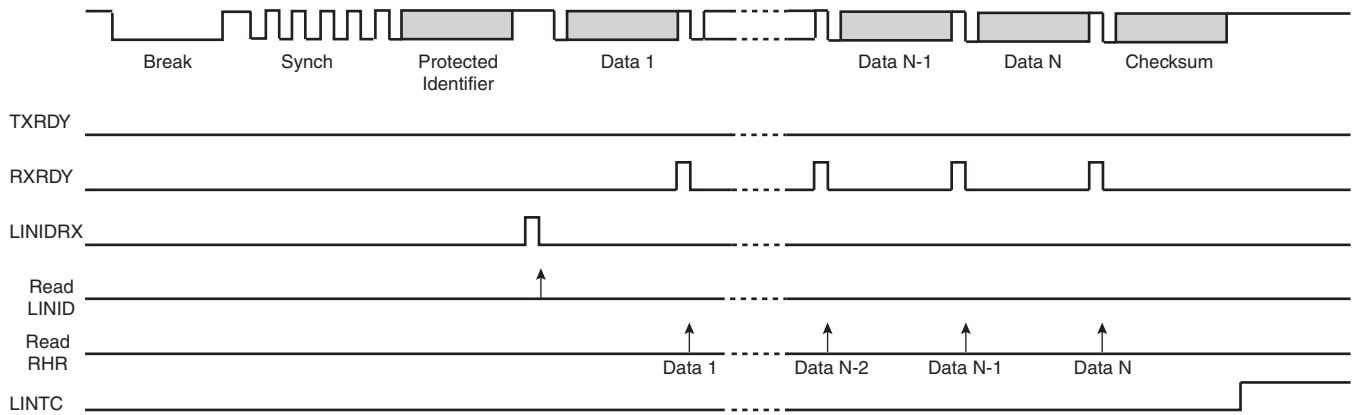 Break Synch Protected Identifier Data 1 Data N-1 Data N Checksum
TXRDY
RXRDY
LINIDRX
Read
LINID
Read
RHR
Data 1 Data N-2 Data N-1 Data N
LINTC